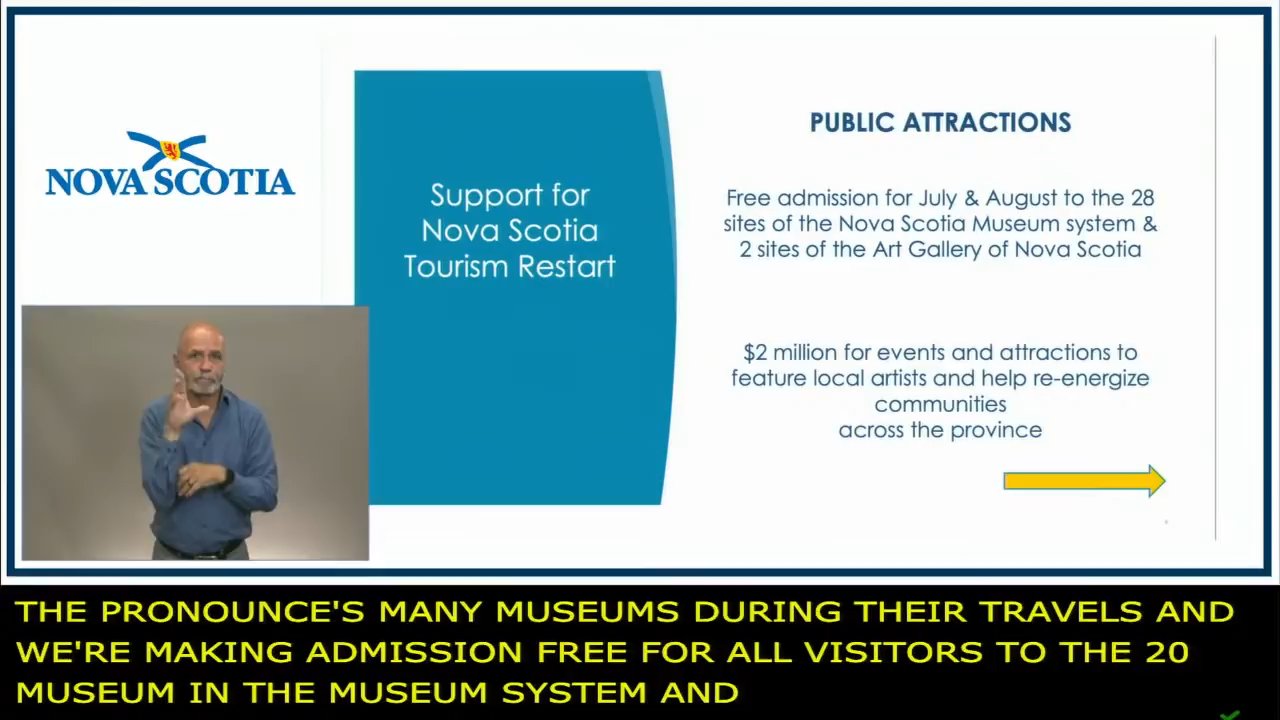 NOVA SCOTIA
Support for
Nova Scotia
Tourism Restart
PUBLIC ATTRACTIONS
Free admission for July & August to the 28
sites of the Nova Scotia Museum system &
2 sites of the Art Gallery of Nova Scotia
$2 million for events and attractions to
feature local artists and help re-energize
communities
across the province
THE PRONOUNCE'S MANY MUSEUMS DURING THEIR TRAVELS AND
WE'RE MAKING ADMISSION FREE FOR ALL VISITORS TO THE 20
MUSEUM IN THE MUSEUM SYSTEM AND